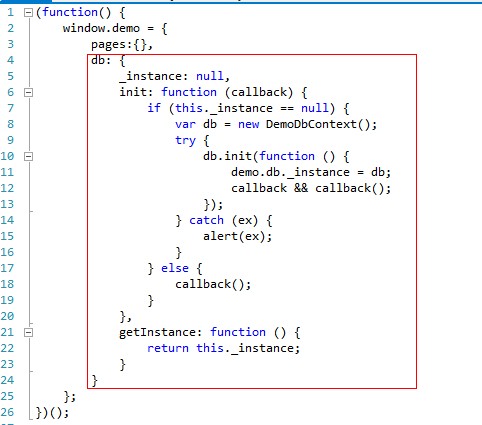 1 (function() {
2     window.demo = {
3         pages:{},
4         db: {
5             _instance: null,
6             init: function (callback) {
7                 if (this._instance == null) {
8                     var db = new DemoDbContext();
9                     try {
10                         db.init(function () {
11                             demo.db._instance = db;
12                             callback && callback();
13                         });
14                     } catch (ex) {
15                         alert(ex);
16                     }
17                 } else {
18                     callback();
19                 }
20             },
21             getInstance: function () {
22                 return this._instance;
23             }
24         }
25     };
26 })();